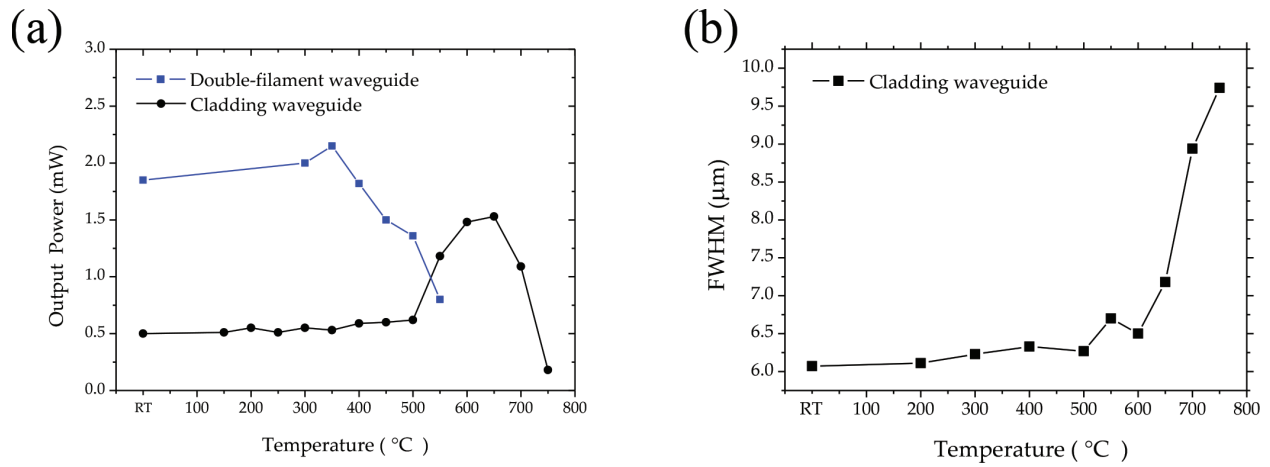 (a)
3.0
2.5
2.0
1.5
1.0
0.5
0.0
Output Power (mW)
Double-filament waveguide
Cladding waveguide
RT 100 200 300 400 500 600 700 800
Temperature ( °C )
(b)
10.0
9.5
9.0
8.5
8.0
7.5
7.0
6.5
6.0
FWHM (μm)
Cladding waveguide
RT 100 200 300 400 500 600 700 800
Temperature ( °C )